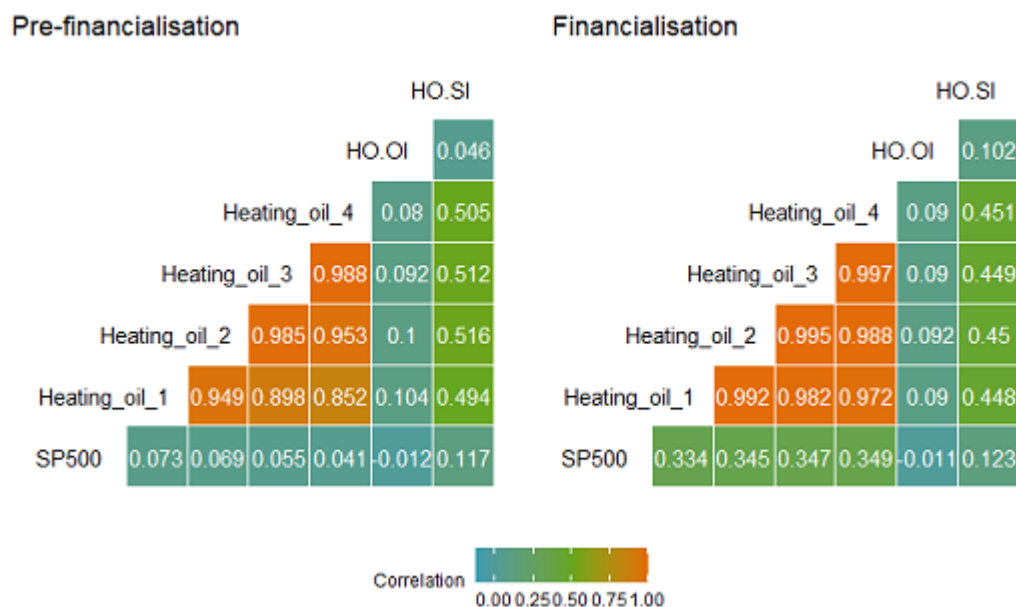 Pre-financialisation
HO.SI
HO.OI 0.046
Heating_oil_4 0.08 0.505
Heating_oil_3 0.988 0.092 0.512
Heating_oil_2 0.985 0.953 0.1 0.516
Heating_oil_1 0.949 0.898 0.852 0.104 0.494
SP500 0.073 0.069 0.055 0.041 -0.012 0.117
Financialisation
HO.SI
HO.OI 0.102
Heating_oil_4 0.09 0.451
Heating_oil_3 0.997 0.09 0.449
Heating_oil_2 0.995 0.988 0.092 0.45
Heating_oil_1 0.992 0.982 0.972 0.09 0.448
SP500 0.334 0.345 0.347 0.349 -0.011 0.123
Correlation
0.00 0.25 0.50 0.75 1.00